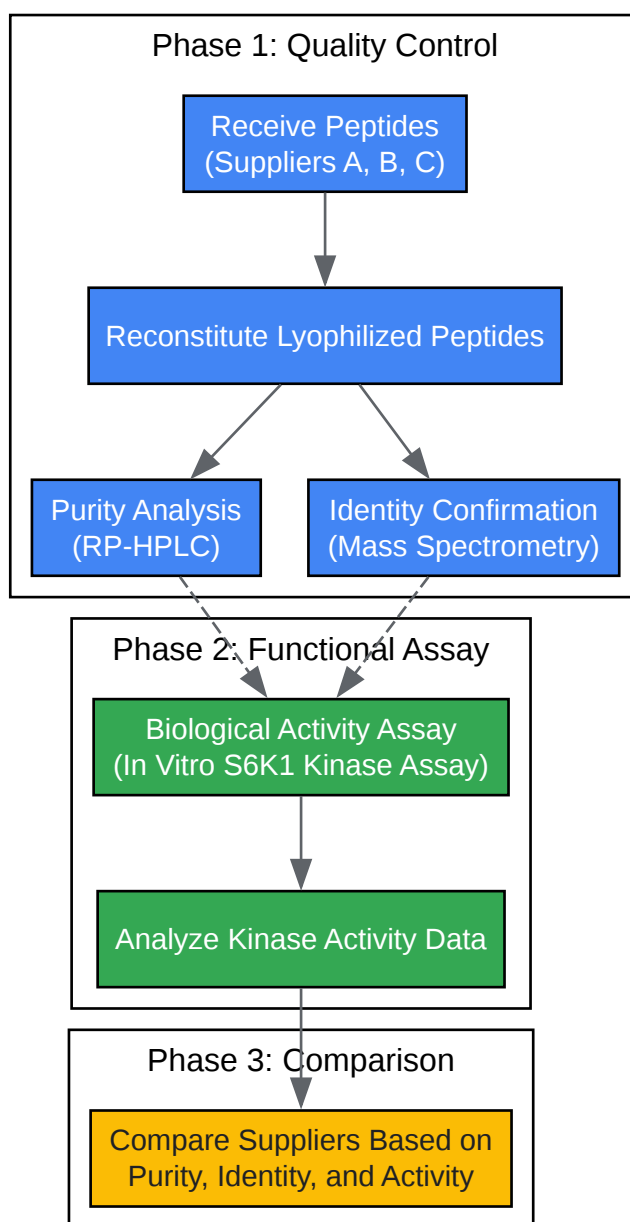 Phase 1: Quality Control
Receive Peptides
(Suppliers A, B, C)
Reconstitute Lyophilized Peptides
Purity Analysis
(RP-HPLC)
Identity Confirmation
(Mass Spectrometry)
Phase 2: Functional Assay
Biological Activity Assay
(In Vitro S6K1 Kinase Assay)
Analyze Kinase Activity Data
Phase 3: Comparison
Compare Suppliers Based on
Purity, Identity, and Activity